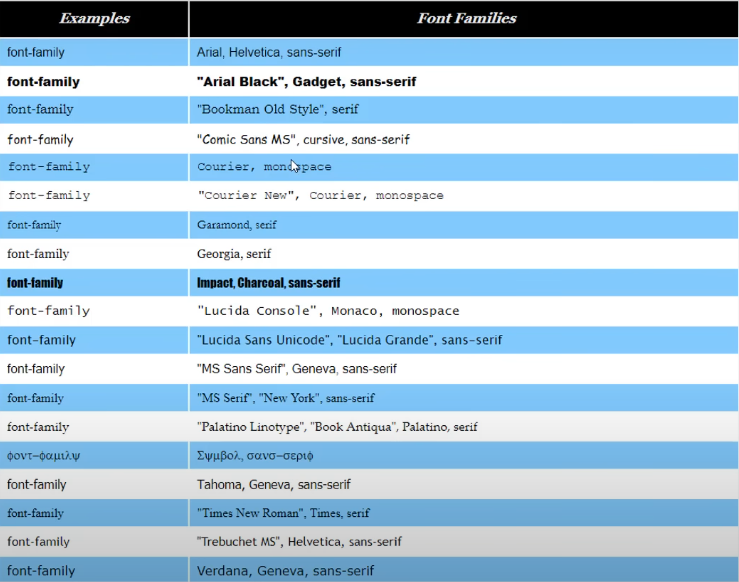 Examples Font Families
font-family Arial, Helvetica, sans-serif
font-family "Arial Black", Gadget, sans-serif
font-family "Bookman Old Style", serif
font-family "Comic Sans MS", cursive, sans-serif
font-family Courier, monospace
font-family "Courier New", Courier, monospace
font-family Garamond, serif
font-family Georgia, serif
font-family Impact, Charcoal, sans-serif
font-family "Lucida Console", Monaco, monospace
font-family "Lucida Sans Unicode", "Lucida Grande", sans-serif
font-family "MS Sans Serif", Geneva, sans-serif
font-family "MS Serif", "New York", sans-serif
font-family "Palatino Linotype", "Book Antiqua", Palatino, serif
φοντ–φαμιλψ Σψμβολ, σανσ–σεριφ
font-family Tahoma, Geneva, sans-serif
font-family "Times New Roman", Times, serif
font-family "Trebuchet MS", Helvetica, sans-serif
font-family Verdana, Geneva, sans-serif